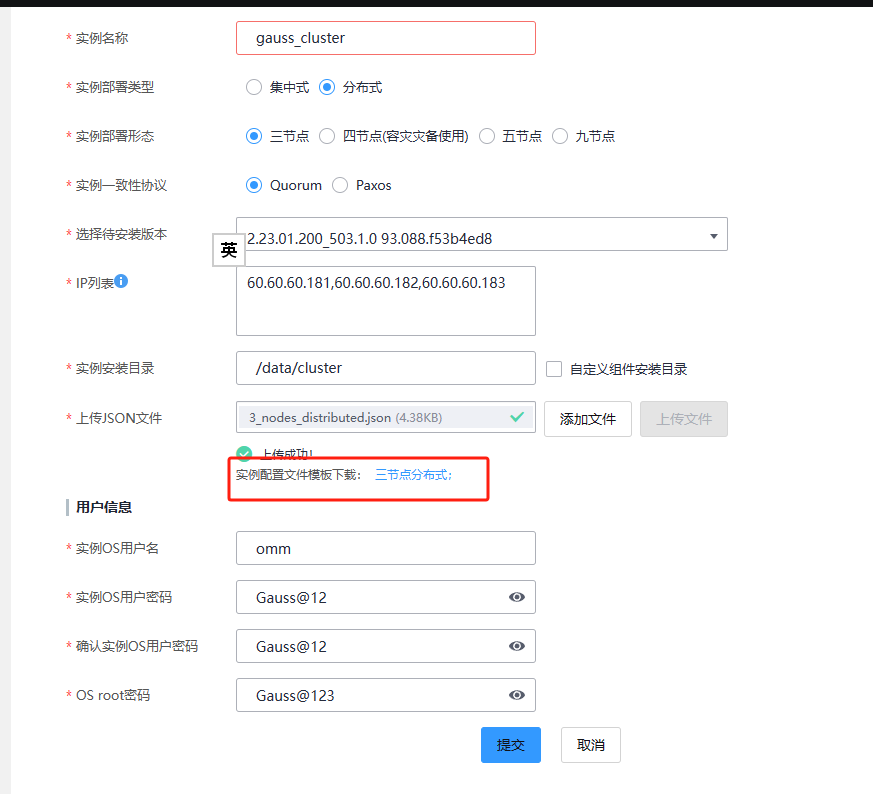 * 实例名称 gauss_cluster
* 实例部署类型 集中式 分布式
* 实例部署形态 三节点 四节点(容灾灾备使用) 五节点 九节点
* 实例一致性协议 Quorum Paxos
* 选择待安装版本 2.23.01.200_503.1.0 93.088.f53b4ed8
英
* IP列表 60.60.60.181,60.60.60.182,60.60.60.183
* 实例安装目录 /data/cluster 自定义组件安装目录
* 上传JSON文件 3_nodes_distributed.json (4.38KB) 添加文件 上传文件
上传成功!
实例配置文件模板下载: 三节点分布式;
用户信息
* 实例OS用户名 omm
* 实例OS用户密码 Gauss@12
* 确认实例OS用户密码 Gauss@12
* OS root密码 Gauss@123
提交 取消